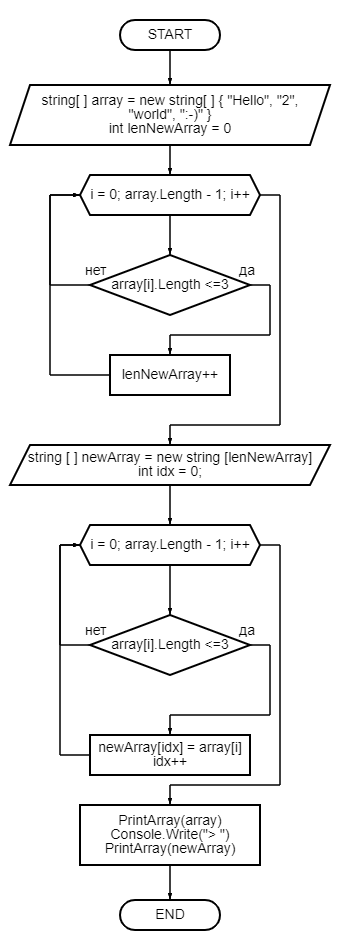 START
string[ ] array = new string[ ] { "Hello", "2",
"world", ":-)" }
int lenNewArray = 0
i = 0; array.Length - 1; i++
нет
да
array[i].Length <=3
lenNewArray++
string [ ] newArray = new string [lenNewArray]
int idx = 0;
i = 0; array.Length - 1; i++
нет
да
array[i].Length <=3
newArray[idx] = array[i]
idx++
PrintArray(array)
Console.Write("> ")
PrintArray(newArray)
END